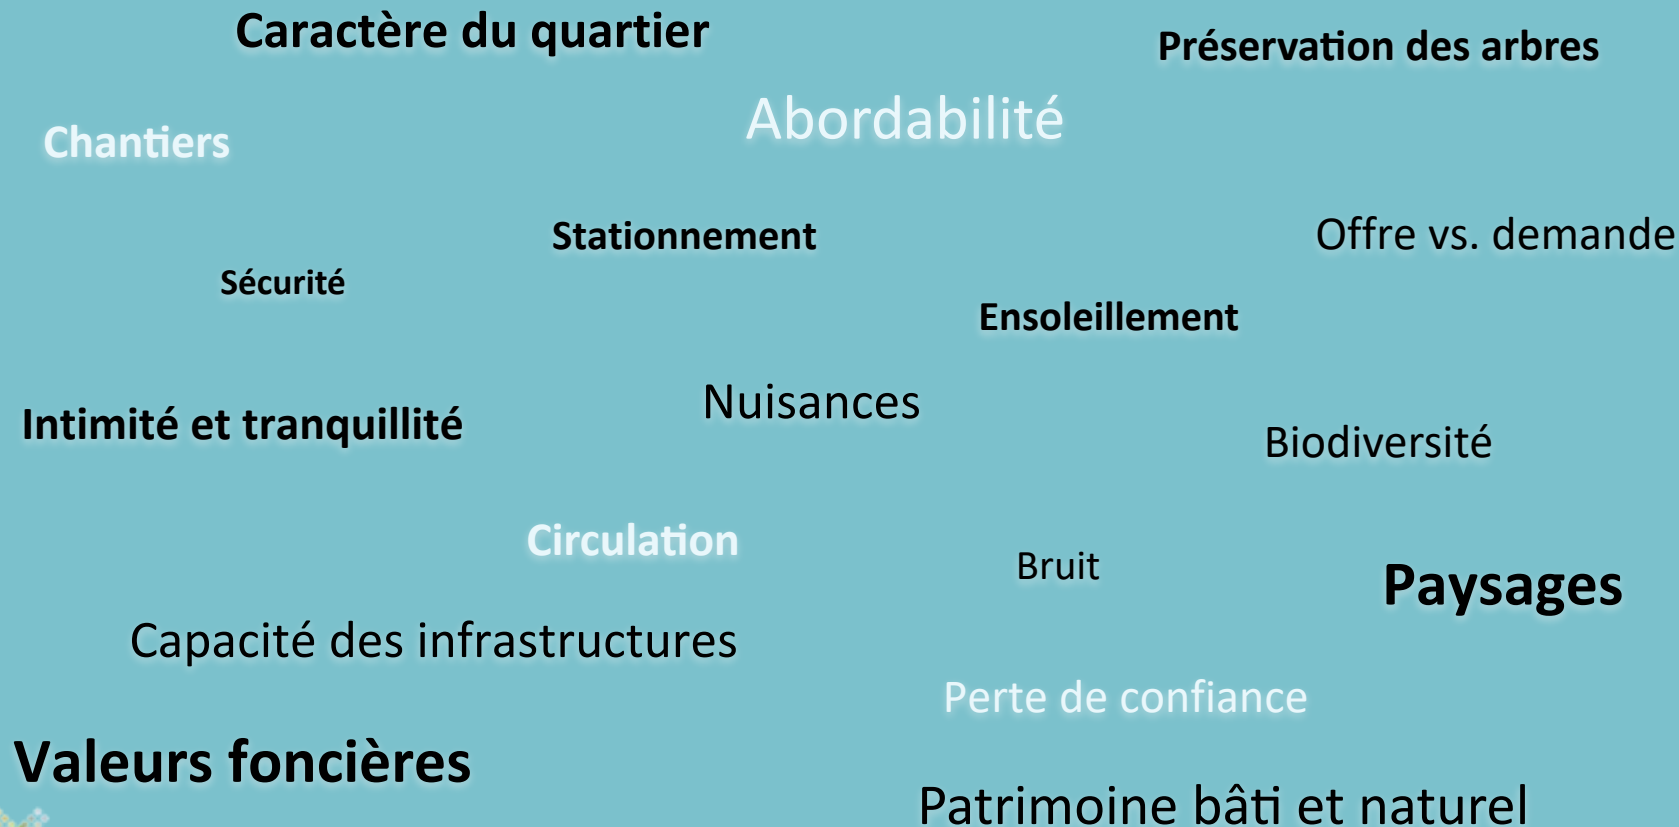 Caractère du quartier
Préservation des arbres
Abordabilité
Chantiers
Stationnement
Offre vs. demande
Sécurité
Ensoleillement
Nuisances
Intimité et tranquillité
Biodiversité
Circulation
Bruit
Paysages
Capacité des infrastructures
Perte de confiance
Valeurs foncières
Patrimoine bâti et naturel